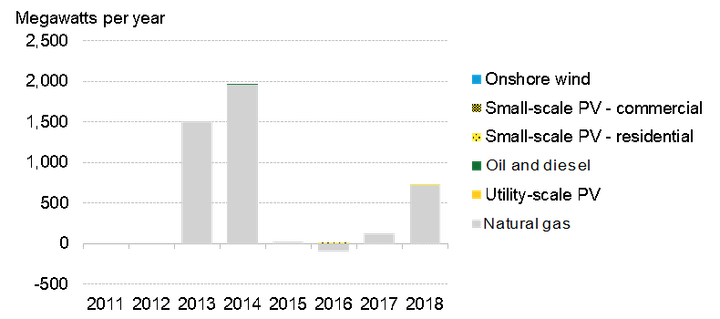 Megawatts per year
2,500
2,000
1,500
1,000
500
0
-500
2011 2012 2013 2014 2015 2016 2017 2018
Onshore wind
Small-scale PV - commercial
Small-scale PV - residential
Oil and diesel
Utility-scale PV
Natural gas